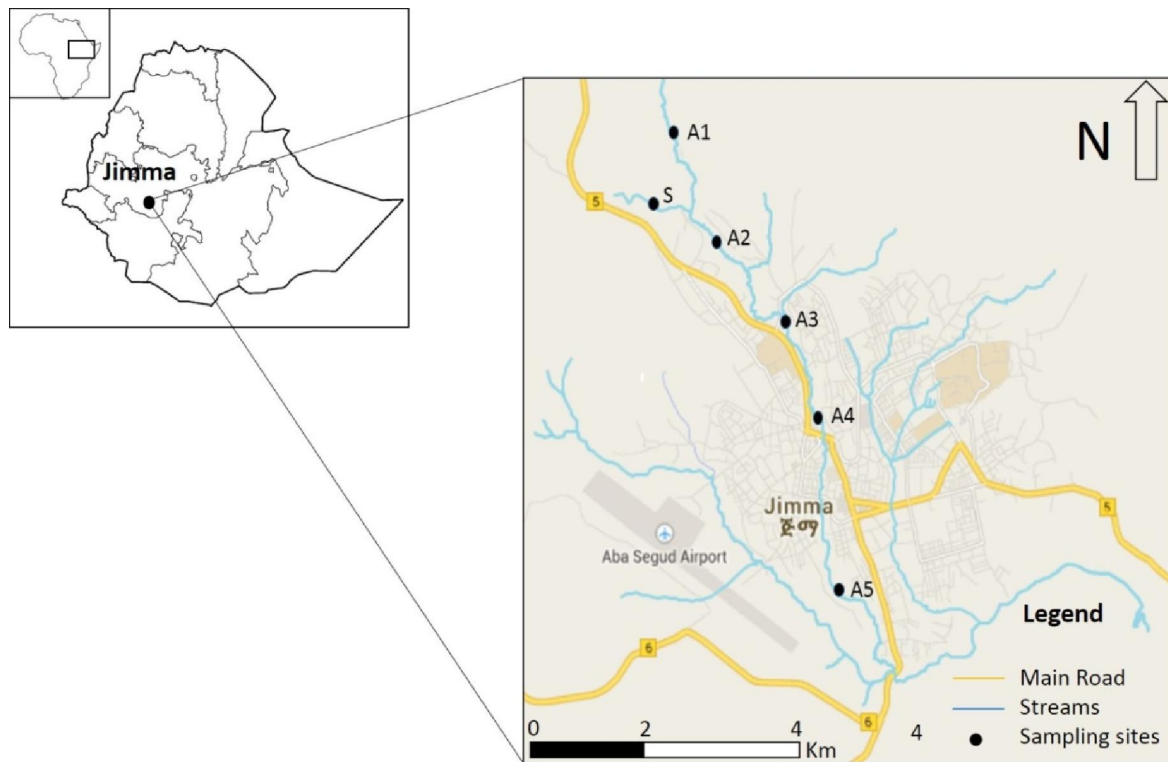 Jimma
N
A1
S
5
A2
A3
A4
Jimma
ጅማ
5
Aba Segud Airport
A5
Legend
6
Main Road
Streams
6
4
Sampling sites
0
2
4
Km